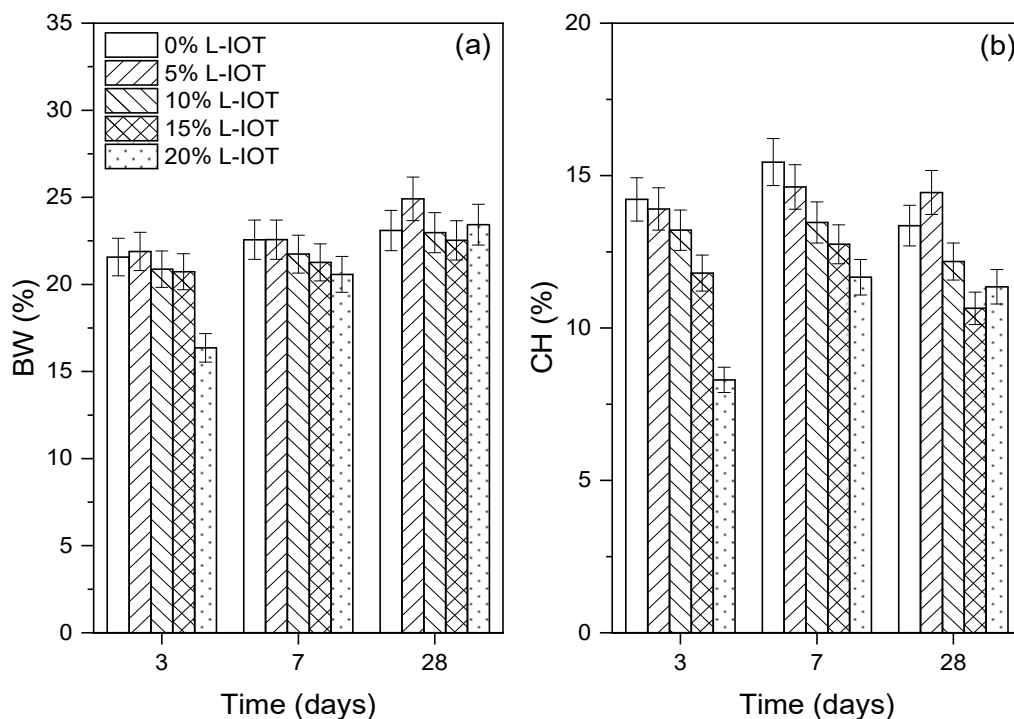 35
30
25
20
15
10
5
0
BW (%)
(a)
0% L-IOT
5% L-IOT
10% L-IOT
15% L-IOT
20% L-IOT
3
7
28
Time (days)
20
15
10
5
0
CH (%)
(b)
3
7
28
Time (days)